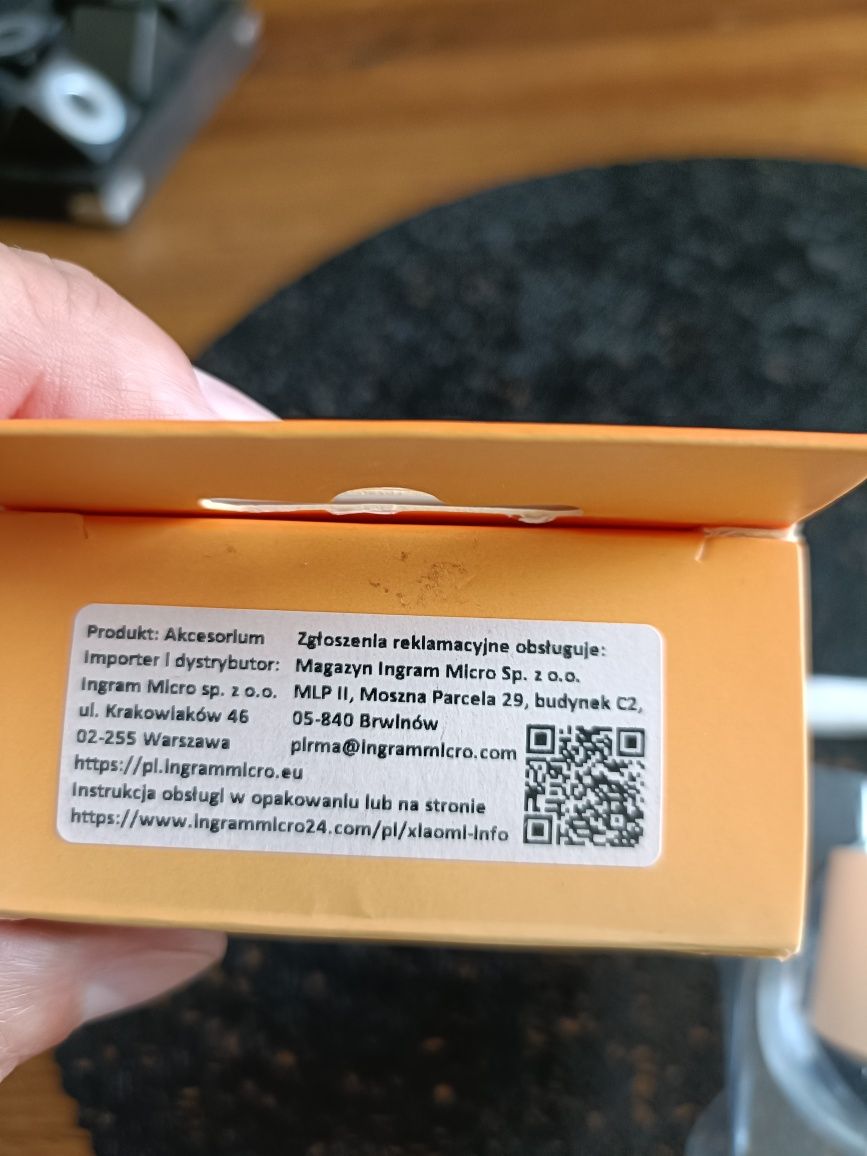 Produkt: Akcesorium
Importer i dystrybutor:
Ingram Micro sp. z o.o.
ul. Krakowiaków 46
02-255 Warszawa
https://pl.ingrammicro.eu
Instrukcja obsługi w opakowaniu lub na stronie
https://www.ingrammicro24.com/pl/xiaomi-info
Zgłoszenia reklamacyjne obsługuje:
Magazyn Ingram Micro Sp. z o.o.
MLP II, Moszna Parcela 29, budynek C2,
05-840 Brwinów
plrma@ingrammicro.com